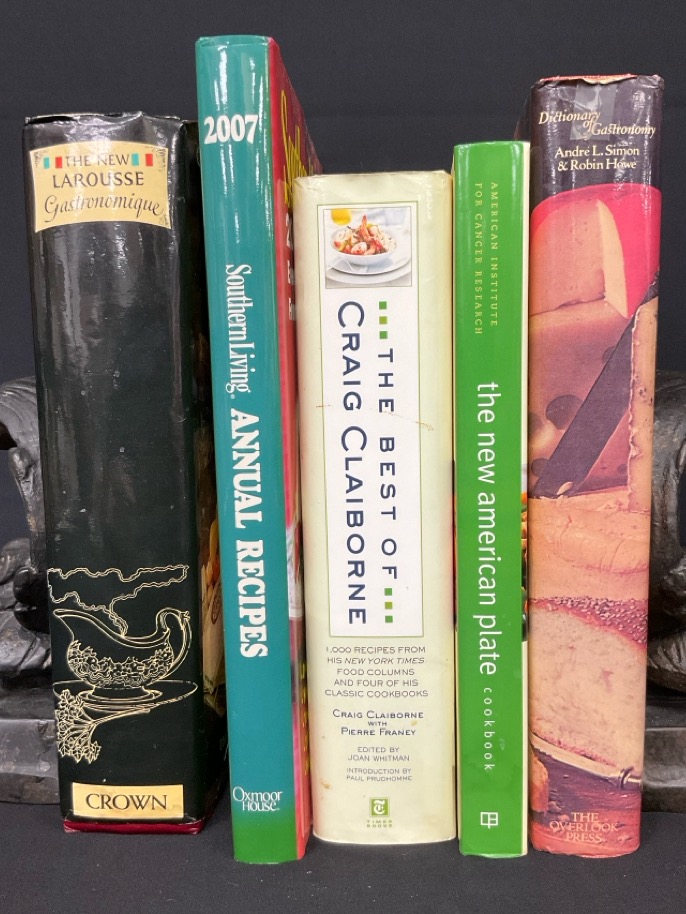 THE NEW
LAROUSSE
Gastronomique
CROWN
2007
Southern Living® ANNUAL RECIPES
Oxmoor
House®
THE BEST OF
CRAIG CLAIBORNE
1,000 RECIPES FROM
HIS NEW YORK TIMES
FOOD COLUMNS
AND FOUR OF HIS
CLASSIC COOKBOOKS
CRAIG CLAIBORNE
WITH
PIERRE FRANEY
EDITED BY
JOAN WHITMAN
INTRODUCTION BY
PAUL PRUDHOMME
TIMES
BOOKS
AMERICAN INSTITUTE
FOR CANCER RESEARCH
the new american plate cookbook
Dictionary
of Gastronomy
André L. Simon
& Robin Howe
THE
OVERLOOK
PRESS